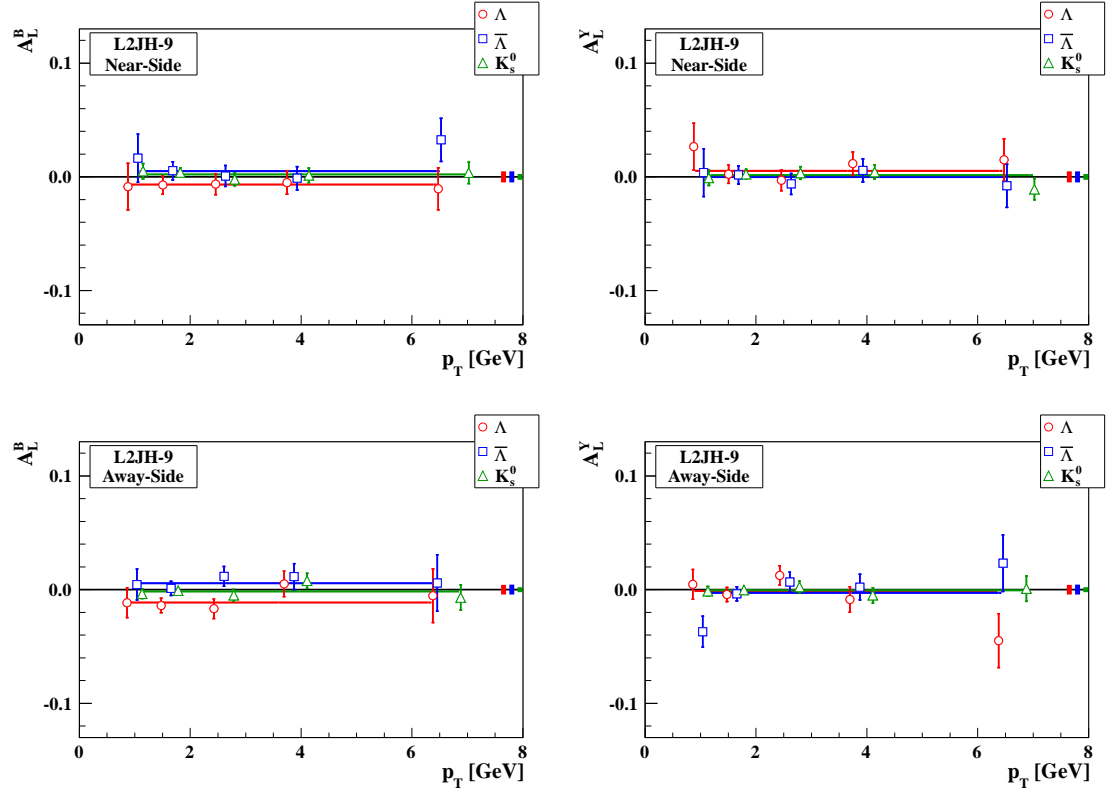 A_L^B
L2JH-9
Near-Side
Λ
Λ̅
K_s^0
0.1
0.0
-0.1
0 2 4 6 8
p_T [GeV]
A_L^Y
L2JH-9
Near-Side
Λ
Λ̅
K_s^0
0.1
0.0
-0.1
0 2 4 6 8
p_T [GeV]
A_L^B
L2JH-9
Away-Side
Λ
Λ̅
K_s^0
0.1
0.0
-0.1
0 2 4 6 8
p_T [GeV]
A_L^Y
L2JH-9
Away-Side
Λ
Λ̅
K_s^0
0.1
0.0
-0.1
0 2 4 6 8
p_T [GeV]